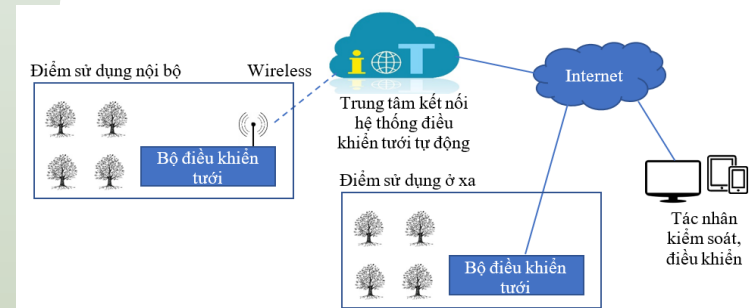 Điểm sử dụng nội bộ
Wireless
Bộ điều khiển
tưới
iOT
Trung tâm kết nối
hệ thống điều
khiển tưới tự động
Internet
Điểm sử dụng ở xa
Bộ điều khiển
tưới
Tác nhân
kiểm soát,
điều khiển